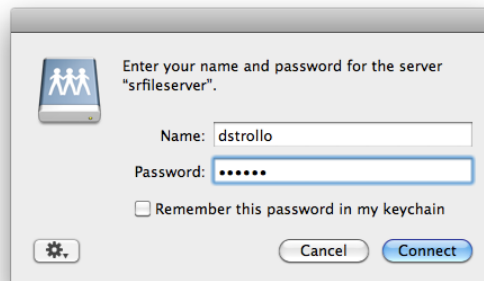 Enter your name and password for the server
"srfileserver".
Name: dstrollo
Password: ••••••
Remember this password in my keychain
Cancel Connect